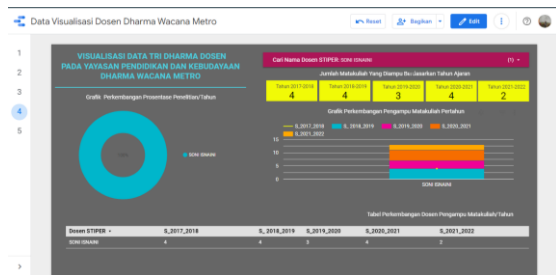 Data Visualisasi Dosen Dharma Wacana Metro
Reset
Bagikan
Edit
1
2
3
4
5
VISUALISASI DATA TRI DHARMA DOSEN
PADA YAYASAN PENDIDIKAN DAN KEBUDAYAAN
DHARMA WACANA METRO
Grafik Perkembangan Prosentase Penelitian/Tahun
SONI ISNAINI
Cari Nama Dosen STIPER: SONI ISNAINI
(1)
Jumlah Matakuliah Yang Diampu Berdasarkan Tahun Ajaran
Tahun 2017-2018
4
Tahun 2018-2019
4
Tahun 2019-2020
3
Tahun 2020-2021
4
Tahun 2021-2022
2
Grafik Perkembangan Pengampu Matakuliah Pertahun
S_2017_2018 S_2018_2019 S_2019_2020 S_2020_2021
S_2021_2022
15
10
5
0
SONI ISNAINI
Tabel Perkembangan Dosen Pengampu Matakuliah/Tahun
Dosen STIPER S_2017_2018 S_2018_2019 S_2019_2020 S_2020_2021 S_2021_2022
SONI ISNAINI 4 4 3 4 2